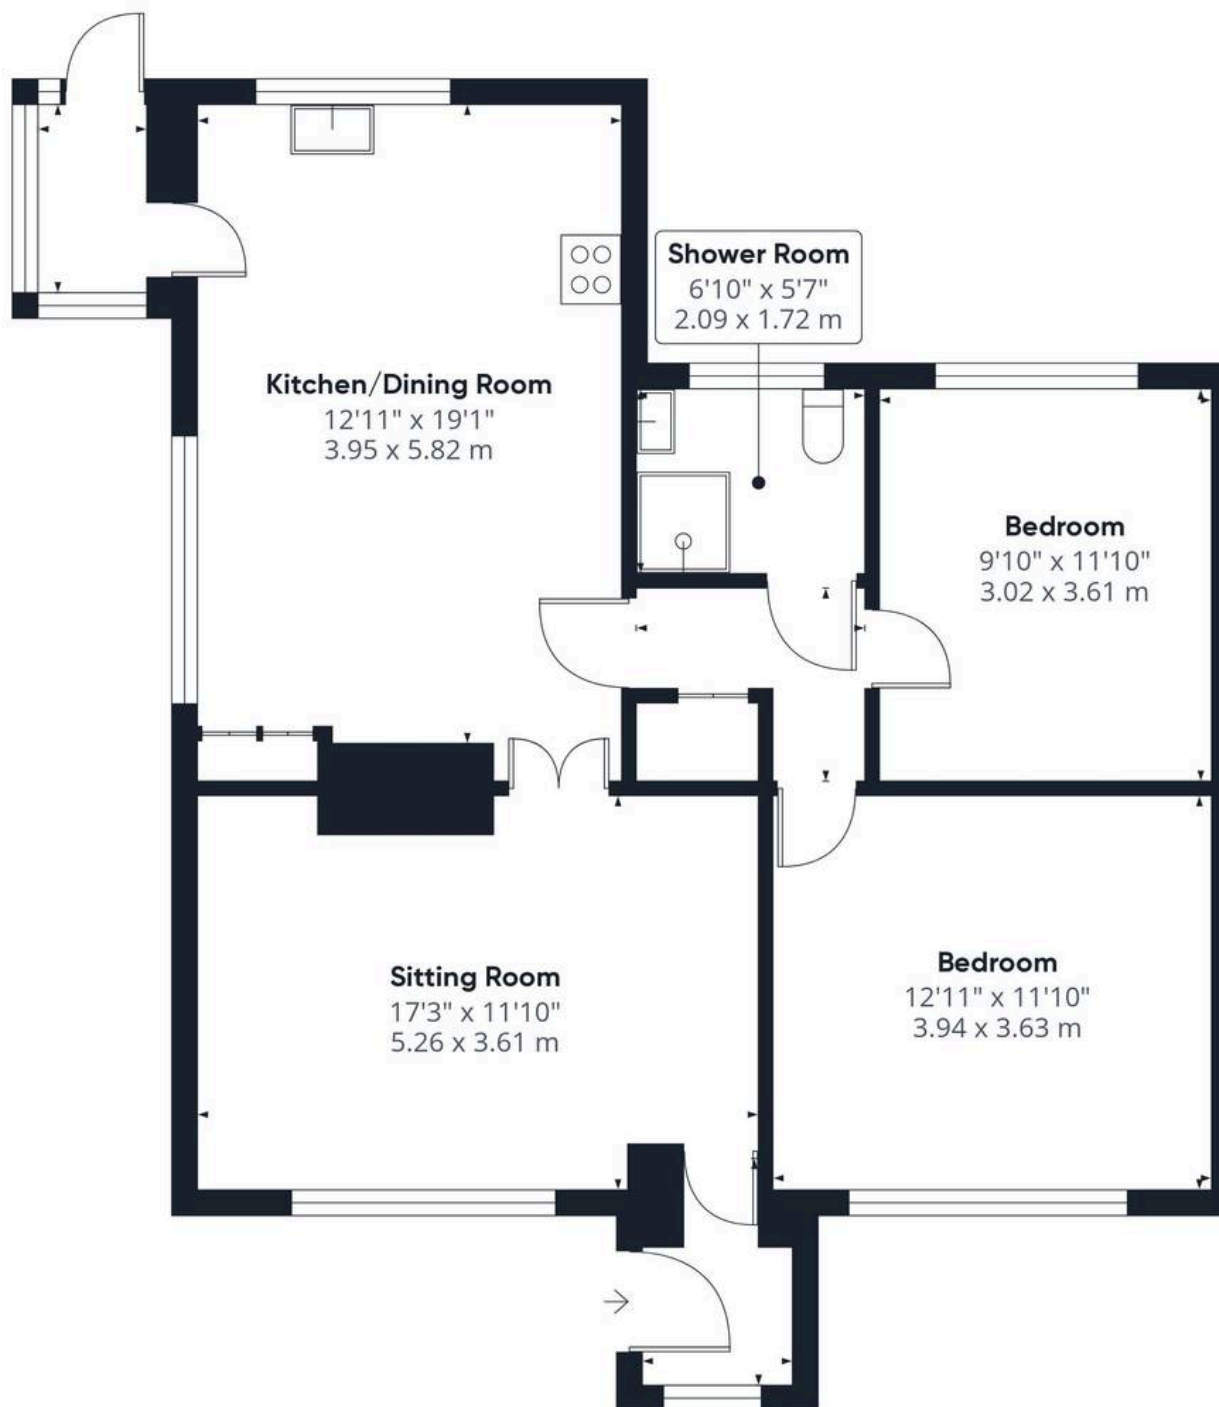 Shower Room
6'10" x 5'7"
2.09 x 1.72 m
Kitchen/Dining Room
12'11" x 19'1"
3.95 x 5.82 m
Bedroom
9'10" x 11'10"
3.02 x 3.61 m
Sitting Room
17'3" x 11'10"
5.26 x 3.61 m
Bedroom
12'11" x 11'10"
3.94 x 3.63 m